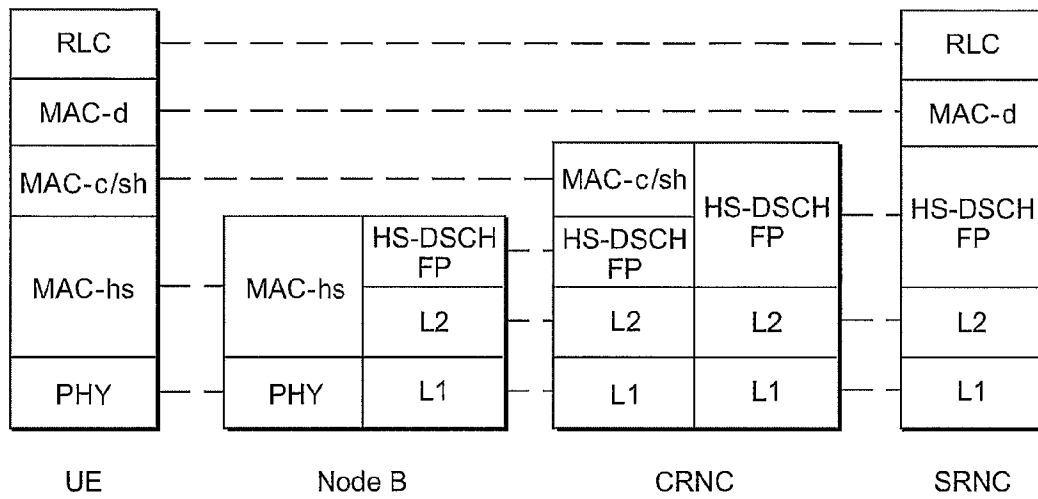 RLC
RLC
MAC-d
MAC-d
MAC-c/sh
MAC-c/sh
HS-DSCH
FP
HS-DSCH
FP
MAC-hs
MAC-hs
HS-DSCH
FP
HS-DSCH
FP
L2
L2
L2
L2
PHY
PHY
L1
L1
L1
L1
UE
Node B
CRNC
SRNC